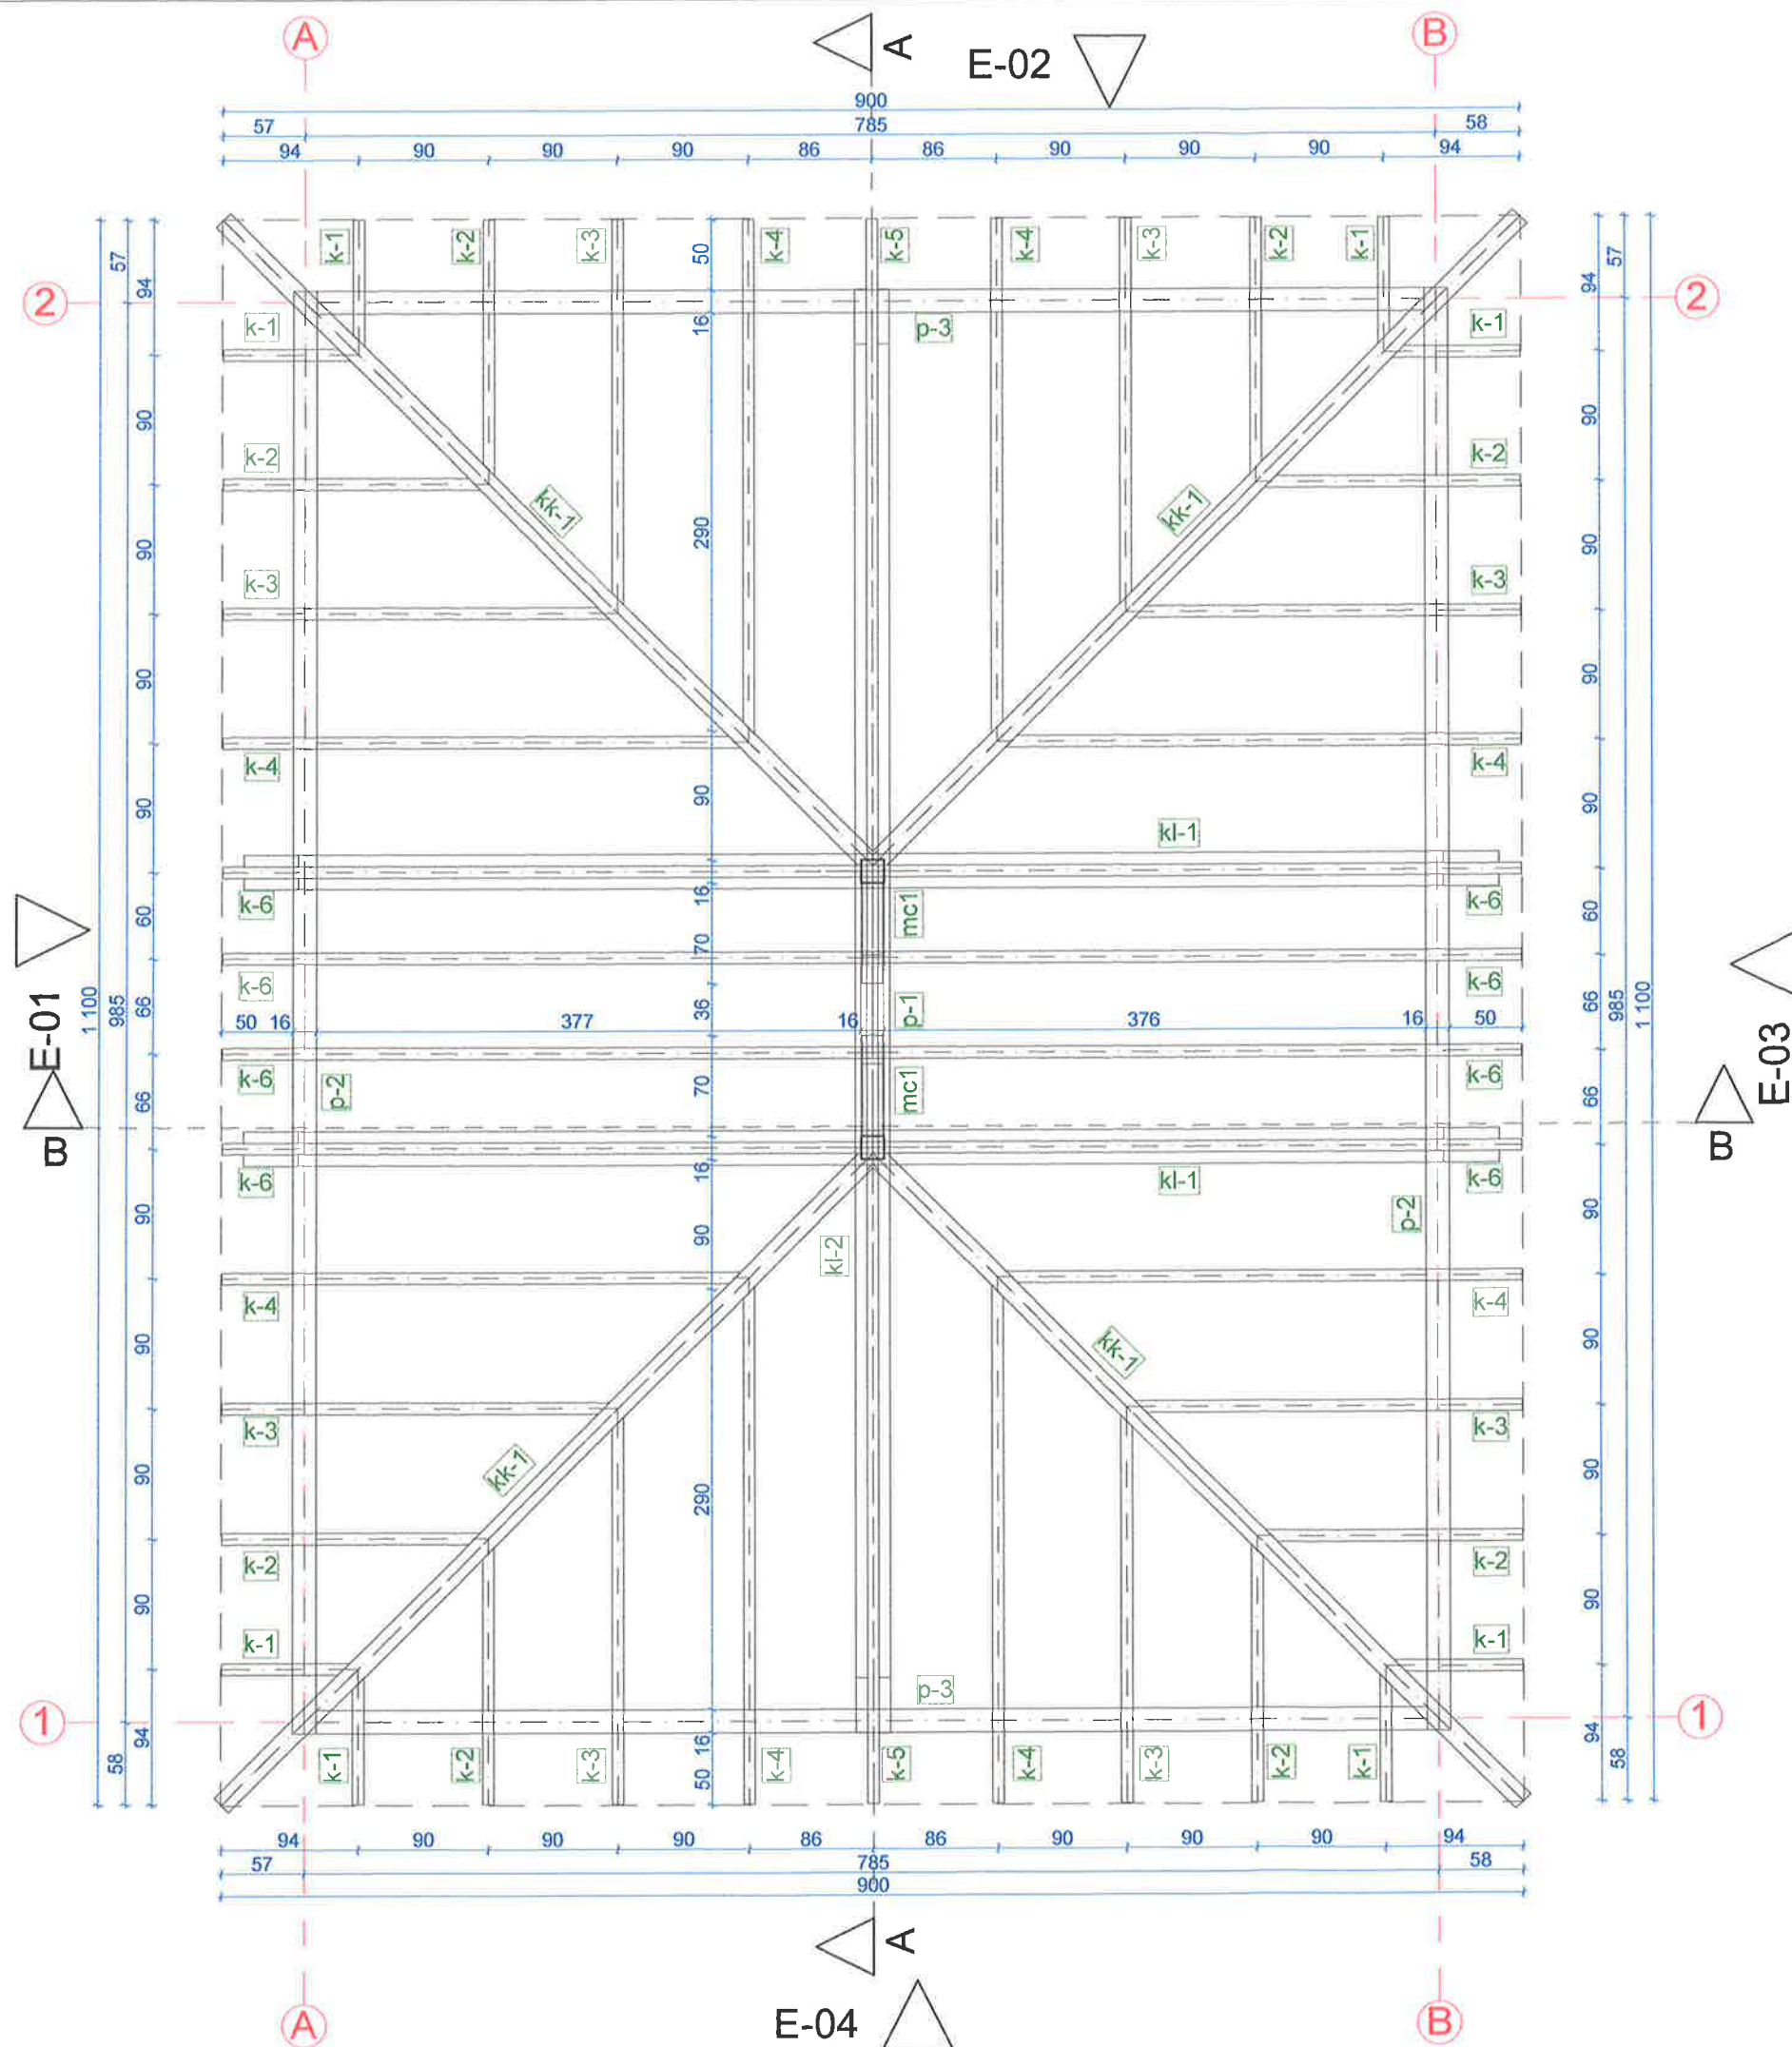 A B
A E-02
900
57 785 58
94 90 90 90 86 86 90 90 90 94
k-1 k-2 k-3 k-4 50 k-5 k-4 k-3 k-2 k-1
57 94 94 57
2 2
k-1 16 p-3 k-1
90 90
k-2 k-2
kk-1 kk-1
90 290 90
k-3 k-3
90 90
k-4 k-4
90 90 90
kl-1
k-6 16 mc1 k-6
60 70 60
k-6 k-6
E-01 1 100 985 66 36 p-1 66 985 1 100 E-03
50 16 377 16 376 16 50
k-6 p-2 70 mc1 k-6
66 66
B B
k-6 16 kl-1 k-6
90 90 kl-2 p-2 90
k-4 k-4
90 kk-1 90
k-3 k-3
kk-1
90 290 90
k-2 k-2
90 90
k-1 k-1
p-3
1 1
94 58 16 94 58
k-1 k-2 k-3 50 k-4 k-5 k-4 k-3 k-2 k-1
94 90 90 90 86 86 90 90 90 94
57 785 58
900
A
A E-04 B